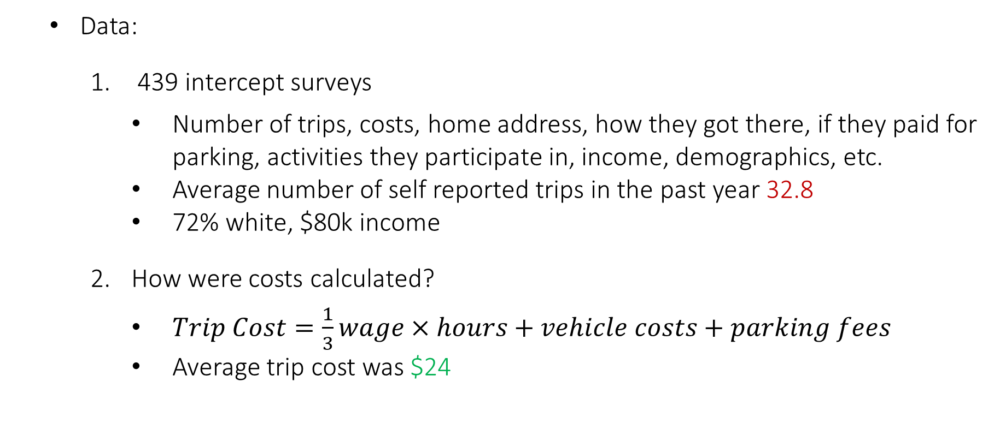 • Data:
1. 439 intercept surveys
• Number of trips, costs, home address, how they got there, if they paid for
parking, activities they participate in, income, demographics, etc.
• Average number of self reported trips in the past year 32.8
• 72% white, $80k income
2. How were costs calculated?
• Trip Cost = 1/3 wage × hours + vehicle costs + parking fees
• Average trip cost was $24